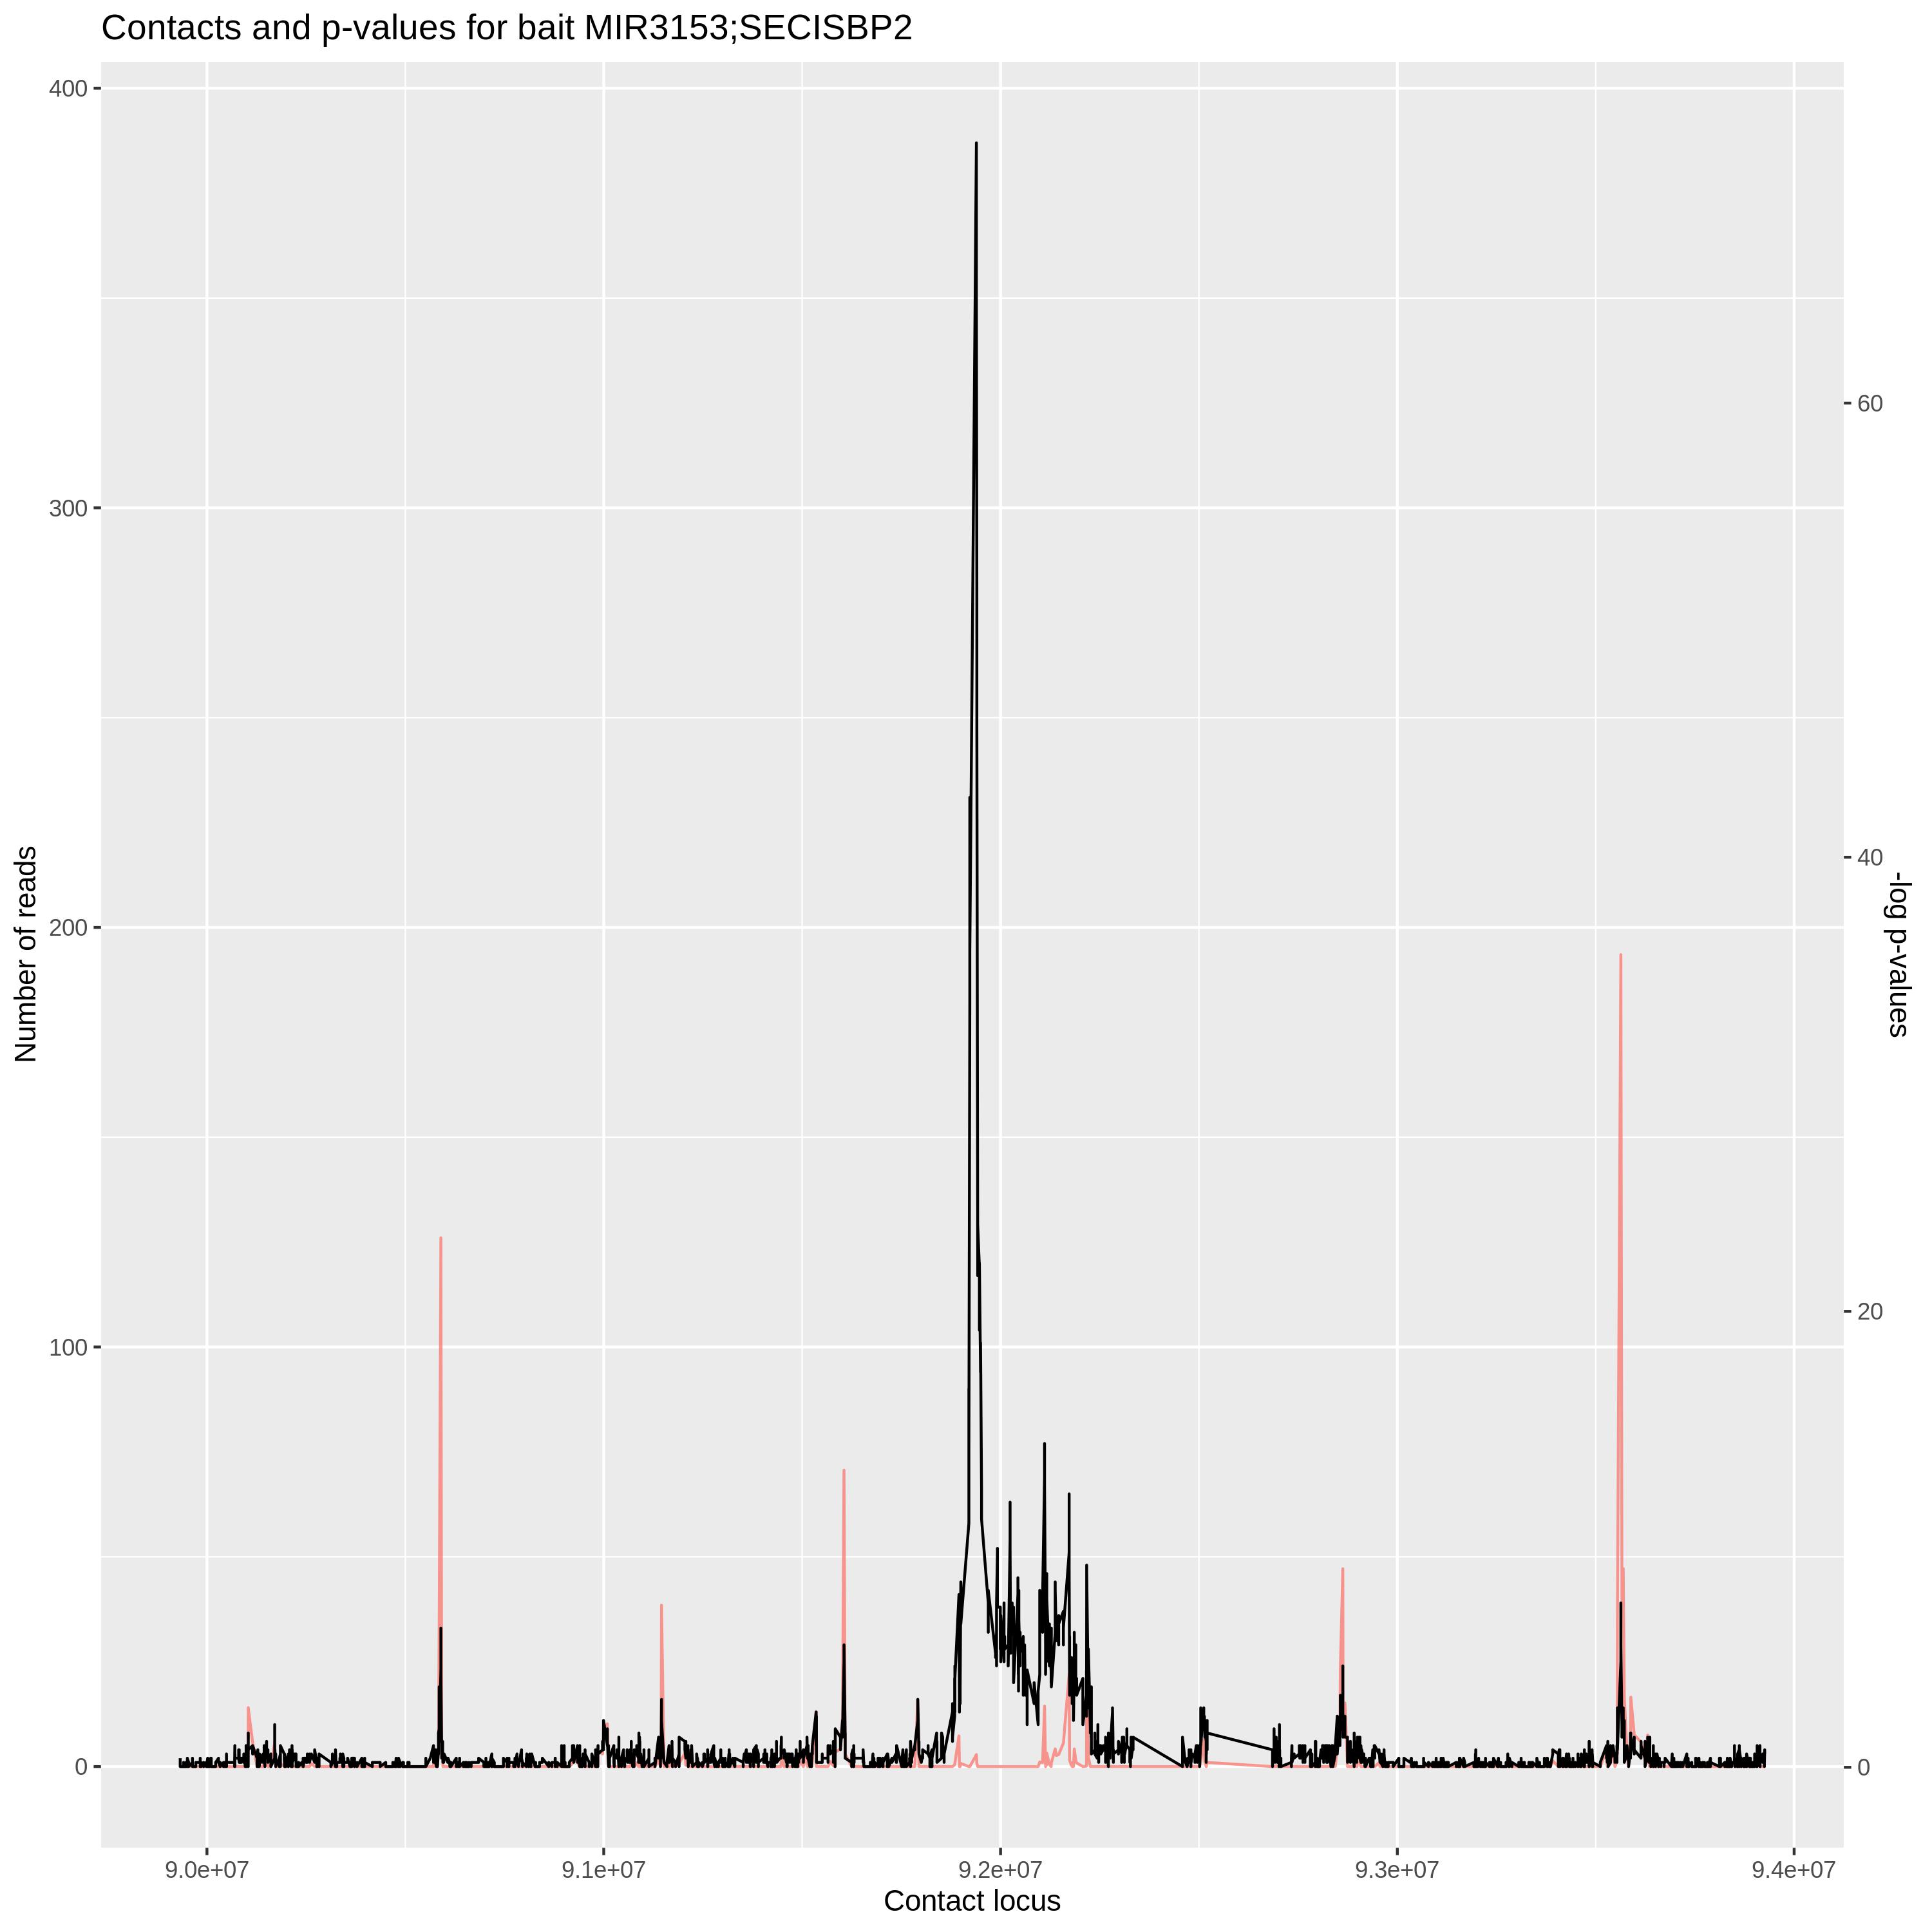 Contacts and p-values for bait MIR3153;SECISBP2
400
300
200
100
0
Number of reads
60
40
20
0
-log p-values
9.0e+07 9.1e+07 9.2e+07 9.3e+07 9.4e+07
Contact locus